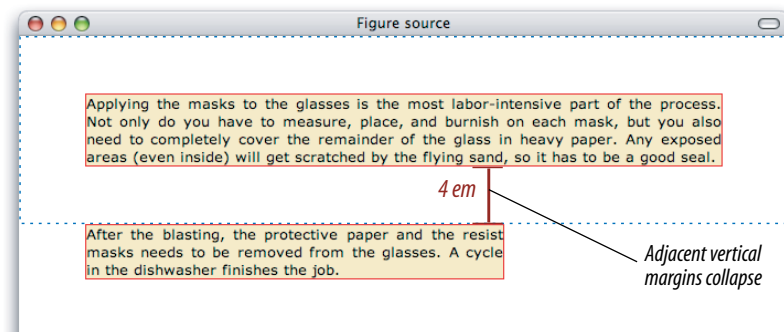 Figure source
Applying the masks to the glasses is the most labor-intensive part of the process.
Not only do you have to measure, place, and burnish on each mask, but you also
need to completely cover the remainder of the glass in heavy paper. Any exposed
areas (even inside) will get scratched by the flying sand, so it has to be a good seal.
4 em
After the blasting, the protective paper and the resist
masks needs to be removed from the glasses. A cycle
in the dishwasher finishes the job.
Adjacent vertical
margins collapse